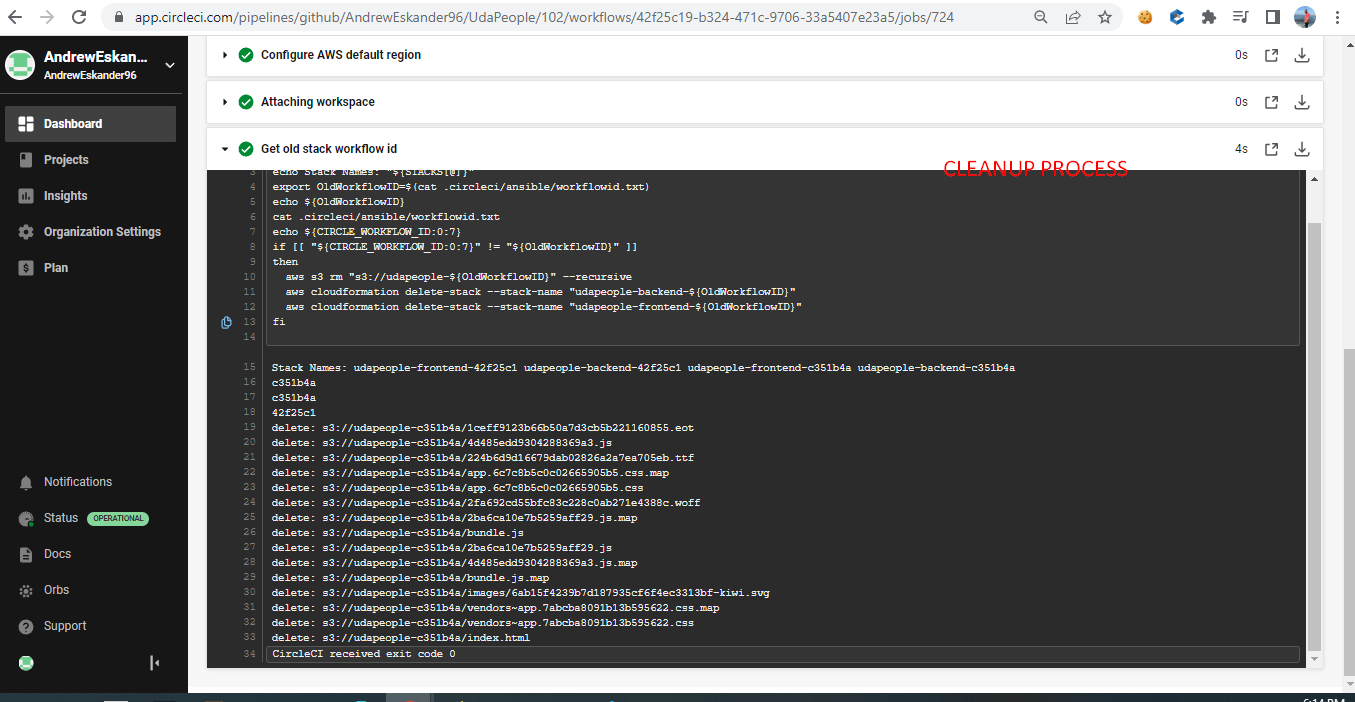 app.circleci.com/pipelines/github/AndrewEskander96/UdaPeople/102/workflows/42f25c19-b324-471c-9706-33a5407e23a5/jobs/724
AndrewEskan...
AndrewEskander96
Dashboard
Projects
Insights
Organization Settings
Plan
Notifications
Status OPERATIONAL
Docs
Orbs
Support
Configure AWS default region 0s
Attaching workspace 0s
Get old stack workflow id 4s
CLEANUP PROCESS
3 echo Stack Names: "${STACKS[@]}"
4 export OldWorkflowID=$(cat .circleci/ansible/workflowid.txt)
5 echo ${OldWorkflowID}
6 cat .circleci/ansible/workflowid.txt
7 echo ${CIRCLE_WORKFLOW_ID:0:7}
8 if [[ "${CIRCLE_WORKFLOW_ID:0:7}" != "${OldWorkflowID}" ]]
9 then
10 aws s3 rm "s3://udapeople-${OldWorkflowID}" --recursive
11 aws cloudformation delete-stack --stack-name "udapeople-backend-${OldWorkflowID}"
12 aws cloudformation delete-stack --stack-name "udapeople-frontend-${OldWorkflowID}"
13 fi
14
15 Stack Names: udapeople-frontend-42f25c1 udapeople-backend-42f25c1 udapeople-frontend-c351b4a udapeople-backend-c351b4a
16 c351b4a
17 c351b4a
18 42f25c1
19 delete: s3://udapeople-c351b4a/1ceff9123b66b50a7d3cb5b221160855.eot
20 delete: s3://udapeople-c351b4a/4d485edd9304288369a3.js
21 delete: s3://udapeople-c351b4a/224b6d9d16679dab02826a2a7ea705eb.ttf
22 delete: s3://udapeople-c351b4a/app.6c7c8b5c0c02665905b5.css.map
23 delete: s3://udapeople-c351b4a/app.6c7c8b5c0c02665905b5.css
24 delete: s3://udapeople-c351b4a/2fa692cd55bfc83c228c0ab271e4388c.woff
25 delete: s3://udapeople-c351b4a/2ba6ca10e7b5259aff29.js.map
26 delete: s3://udapeople-c351b4a/bundle.js
27 delete: s3://udapeople-c351b4a/2ba6ca10e7b5259aff29.js
28 delete: s3://udapeople-c351b4a/4d485edd9304288369a3.js.map
29 delete: s3://udapeople-c351b4a/bundle.js.map
30 delete: s3://udapeople-c351b4a/images/6ab15f4239b7d187935cf6f4ec3313bf-kiwi.svg
31 delete: s3://udapeople-c351b4a/vendors~app.7abcba8091b13b595622.css.map
32 delete: s3://udapeople-c351b4a/vendors~app.7abcba8091b13b595622.css
33 delete: s3://udapeople-c351b4a/index.html
34 CircleCI received exit code 0